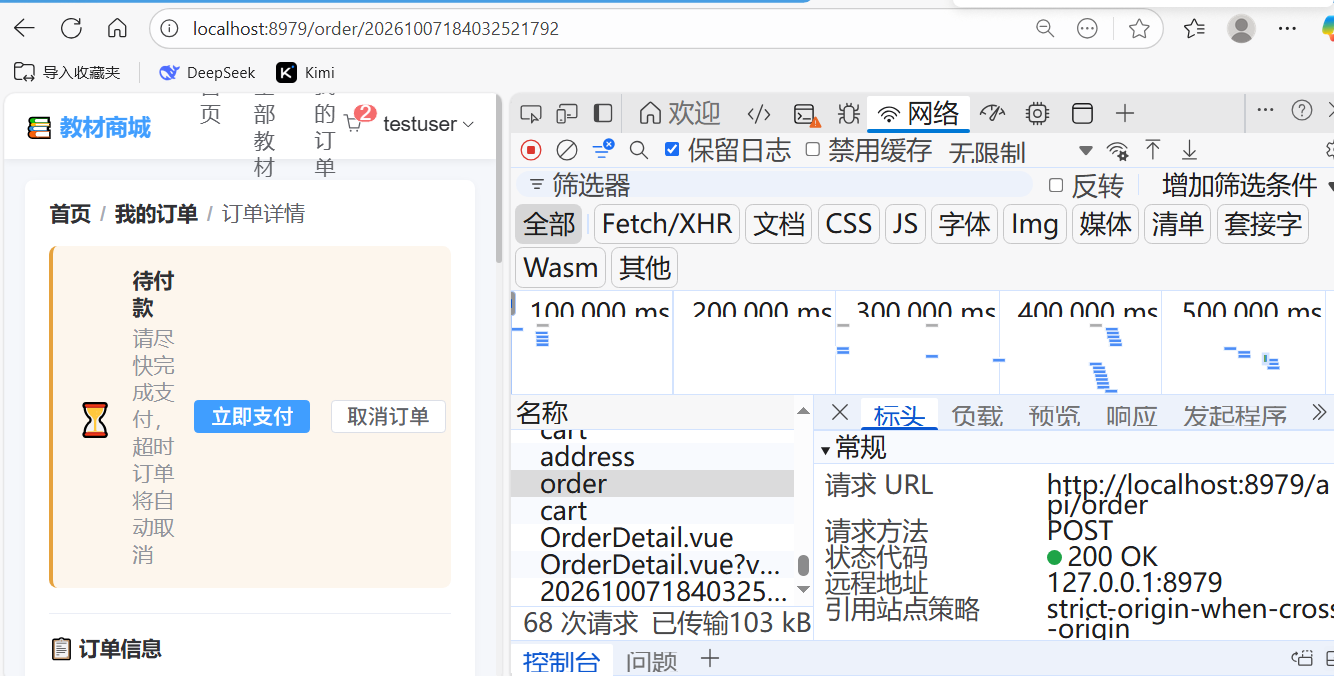 localhost:8979/order/20261007184032521792
导入收藏夹
DeepSeek
Kimi
教材商城
页
部
教
材
的
订
单
2
testuser
首页 / 我的订单 / 订单详情
待付
款
请尽
快完
成支
付，
超时
订单
将自
动取
消
立即支付
取消订单
订单信息
欢迎
网络
保留日志
禁用缓存
无限制
筛选器
反转
增加筛选条件
全部
Fetch/XHR
文档
CSS
JS
字体
Img
媒体
清单
套接字
Wasm
其他
100,000 ms
200,000 ms
300,000 ms
400,000 ms
500,000 ms
名称
cart
address
order
cart
OrderDetail.vue
OrderDetail.vue?v...
202610071840325...
68 次请求 已传输103 kB
标头
负载
预览
响应
发起程序
常规
请求 URL
http://localhost:8979/a
pi/order
请求方法
POST
状态代码
200 OK
远程地址
127.0.0.1:8979
引用站点策略
strict-origin-when-cross
-origin
控制台
问题